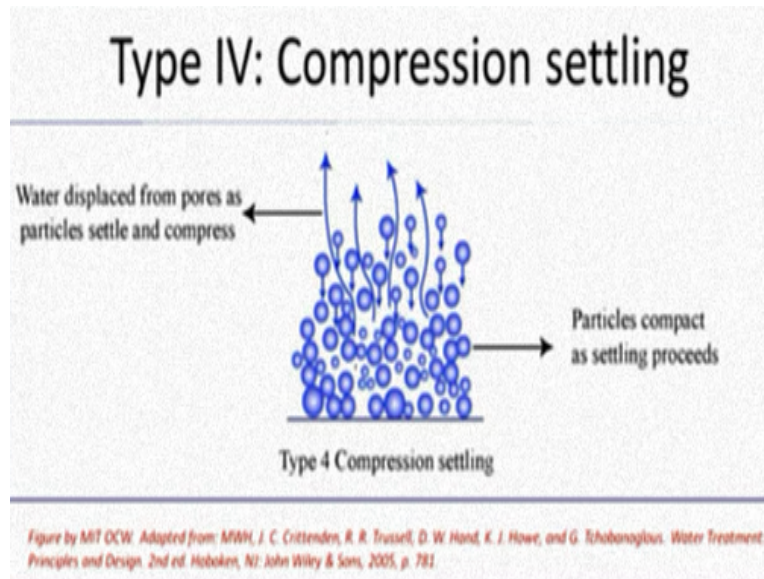 Type IV: Compression settling
Water displaced from pores as
particles settle and compress
Particles compact
as settling proceeds
Type 4 Compression settling
Figure by MIT OCW. Adapted from: MWH, J. C. Crittenden, R. R. Trussell, D. W. Hand, K. J. Howe, and G. Tchobanoglous. Water Treatment:
Principles and Design. 2nd ed. Hoboken, NJ: John Wiley & Sons, 2005, p. 781